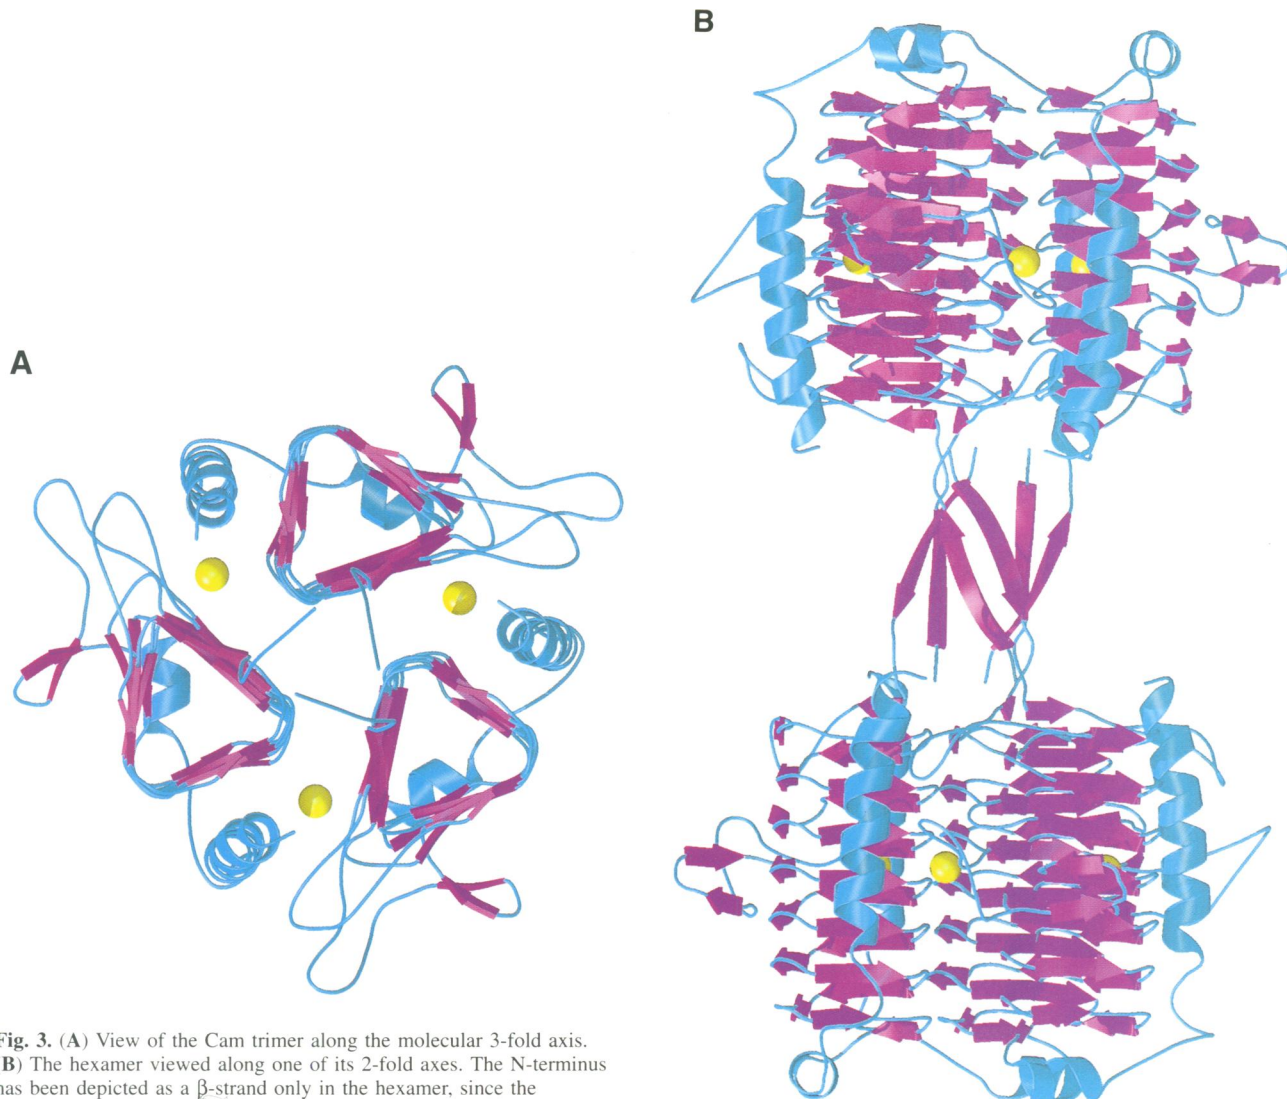 B
A
Fig. 3. (A) View of the Cam trimer along the molecular 3-fold axis.
(B) The hexamer viewed along one of its 2-fold axes. The N-terminus
has been depicted as a β-strand only in the hexamer, since the